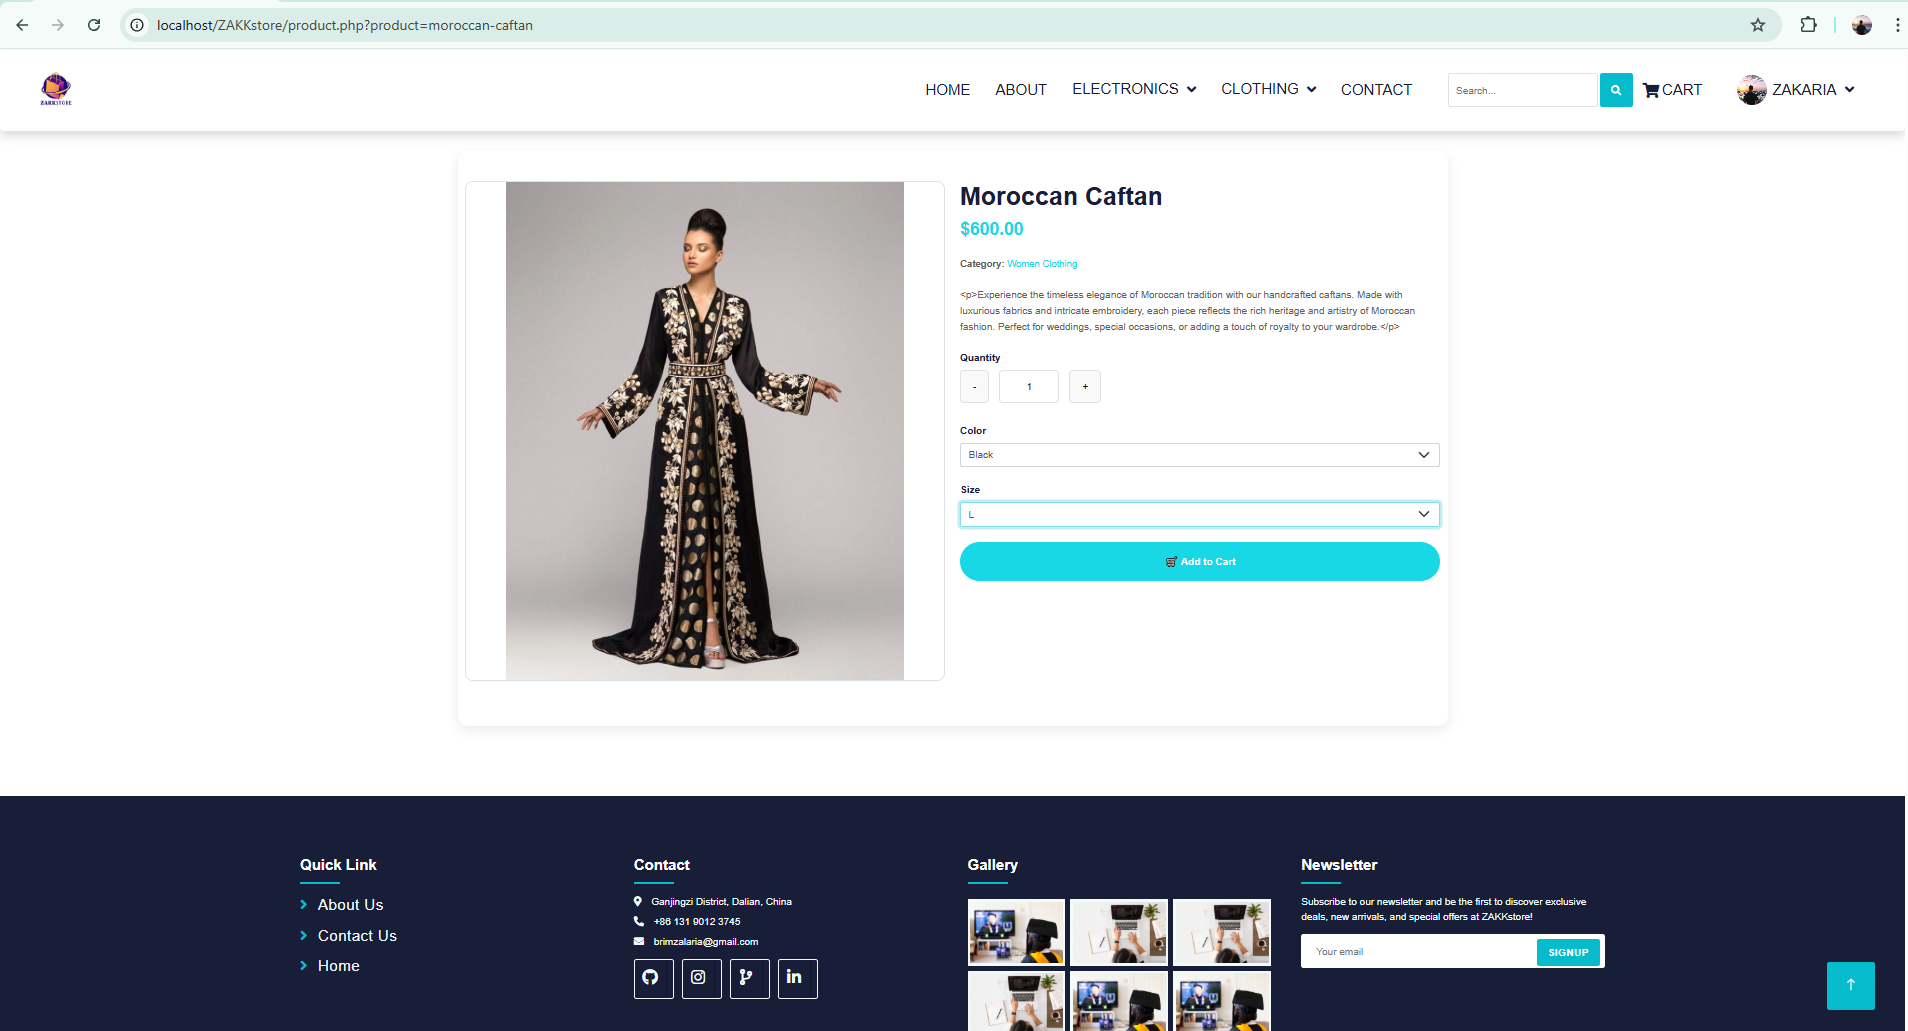 localhost/ZAKKstore/product.php?product=moroccan-caftan
ZAKKSTORE
HOME ABOUT ELECTRONICS CLOTHING CONTACT Search... CART ZAKARIA
Moroccan Caftan
$600.00
Category: Women Clothing
<p>Experience the timeless elegance of Moroccan tradition with our handcrafted caftans. Made with
luxurious fabrics and intricate embroidery, each piece reflects the rich heritage and artistry of Moroccan
fashion. Perfect for weddings, special occasions, or adding a touch of royalty to your wardrobe.</p>
Quantity
- 1 +
Color
Black
Size
L
Add to Cart
Quick Link
About Us
Contact Us
Home
Contact
Ganjingzi District, Dalian, China
+86 131 9012 3745
brimzalaria@gmail.com
Gallery
Newsletter
Subscribe to our newsletter and be the first to discover exclusive
deals, new arrivals, and special offers at ZAKKstore!
Your email SIGNUP